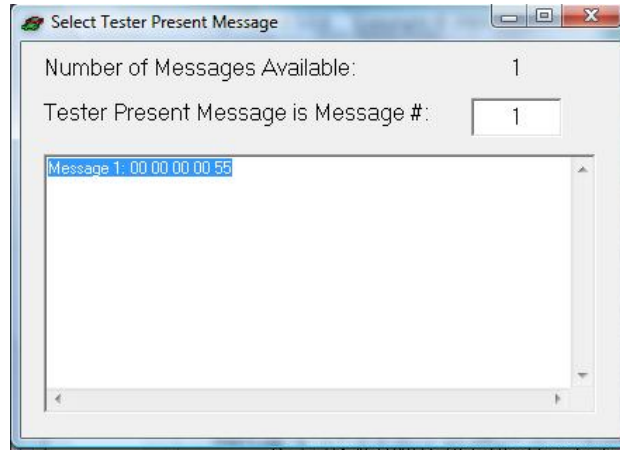 Select Tester Present Message
Number of Messages Available: 1
Tester Present Message is Message #: 1
Message 1: 00 00 00 00 55